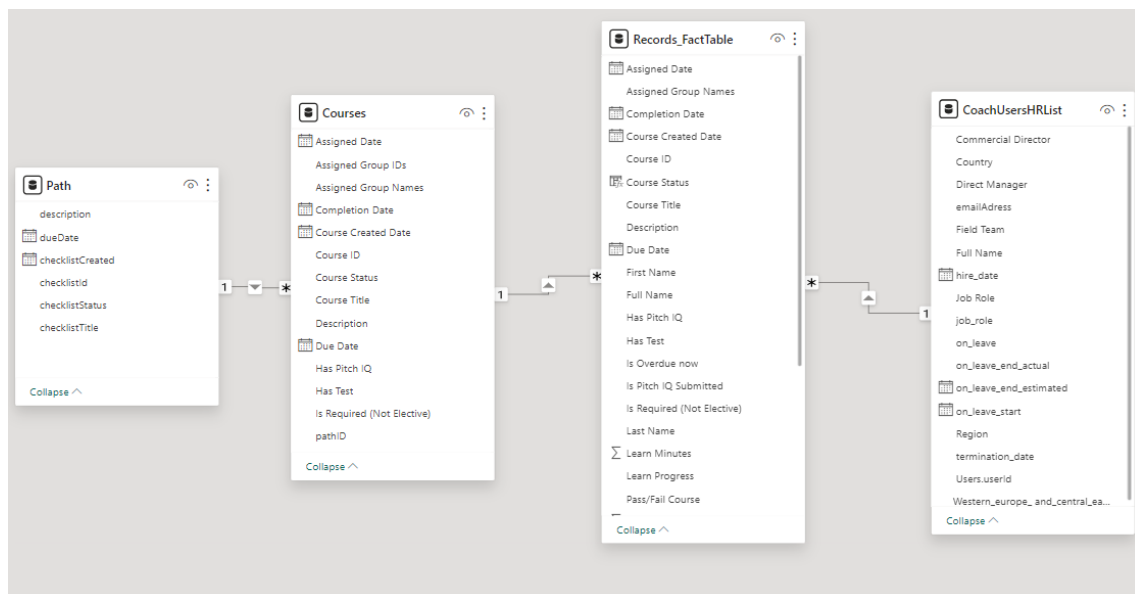 Path
description
dueDate
checklistCreated
checklistId
checklistStatus
checklistTitle
Collapse
1
*
Courses
Assigned Date
Assigned Group IDs
Assigned Group Names
Completion Date
Course Created Date
Course ID
Course Status
Course Title
Description
Due Date
Has Pitch IQ
Has Test
Is Required (Not Elective)
pathID
Collapse
1
*
Records_FactTable
Assigned Date
Assigned Group Names
Completion Date
Course Created Date
Course ID
Course Status
Course Title
Description
Due Date
First Name
Full Name
Has Pitch IQ
Has Test
Is Overdue now
Is Pitch IQ Submitted
Is Required (Not Elective)
Last Name
Learn Minutes
Learn Progress
Pass/Fail Course
Collapse
*
1
CoachUsersHRList
Commercial Director
Country
Direct Manager
emailAdress
Field Team
Full Name
hire_date
Job Role
job_role
on_leave
on_leave_end_actual
on_leave_end_estimated
on_leave_start
Region
termination_date
Users.userId
Western_europe_ and_central_ea...
Collapse